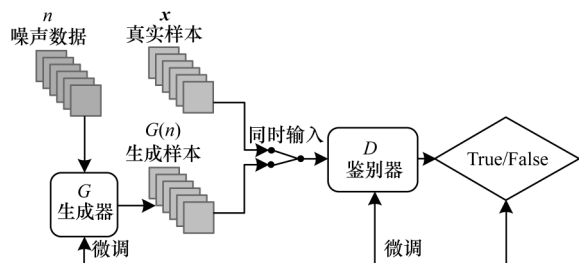 n
噪声数据
x
真实样本
G(n)
生成样本
同时输入
D
鉴别器
True/False
G
生成器
微调
微调